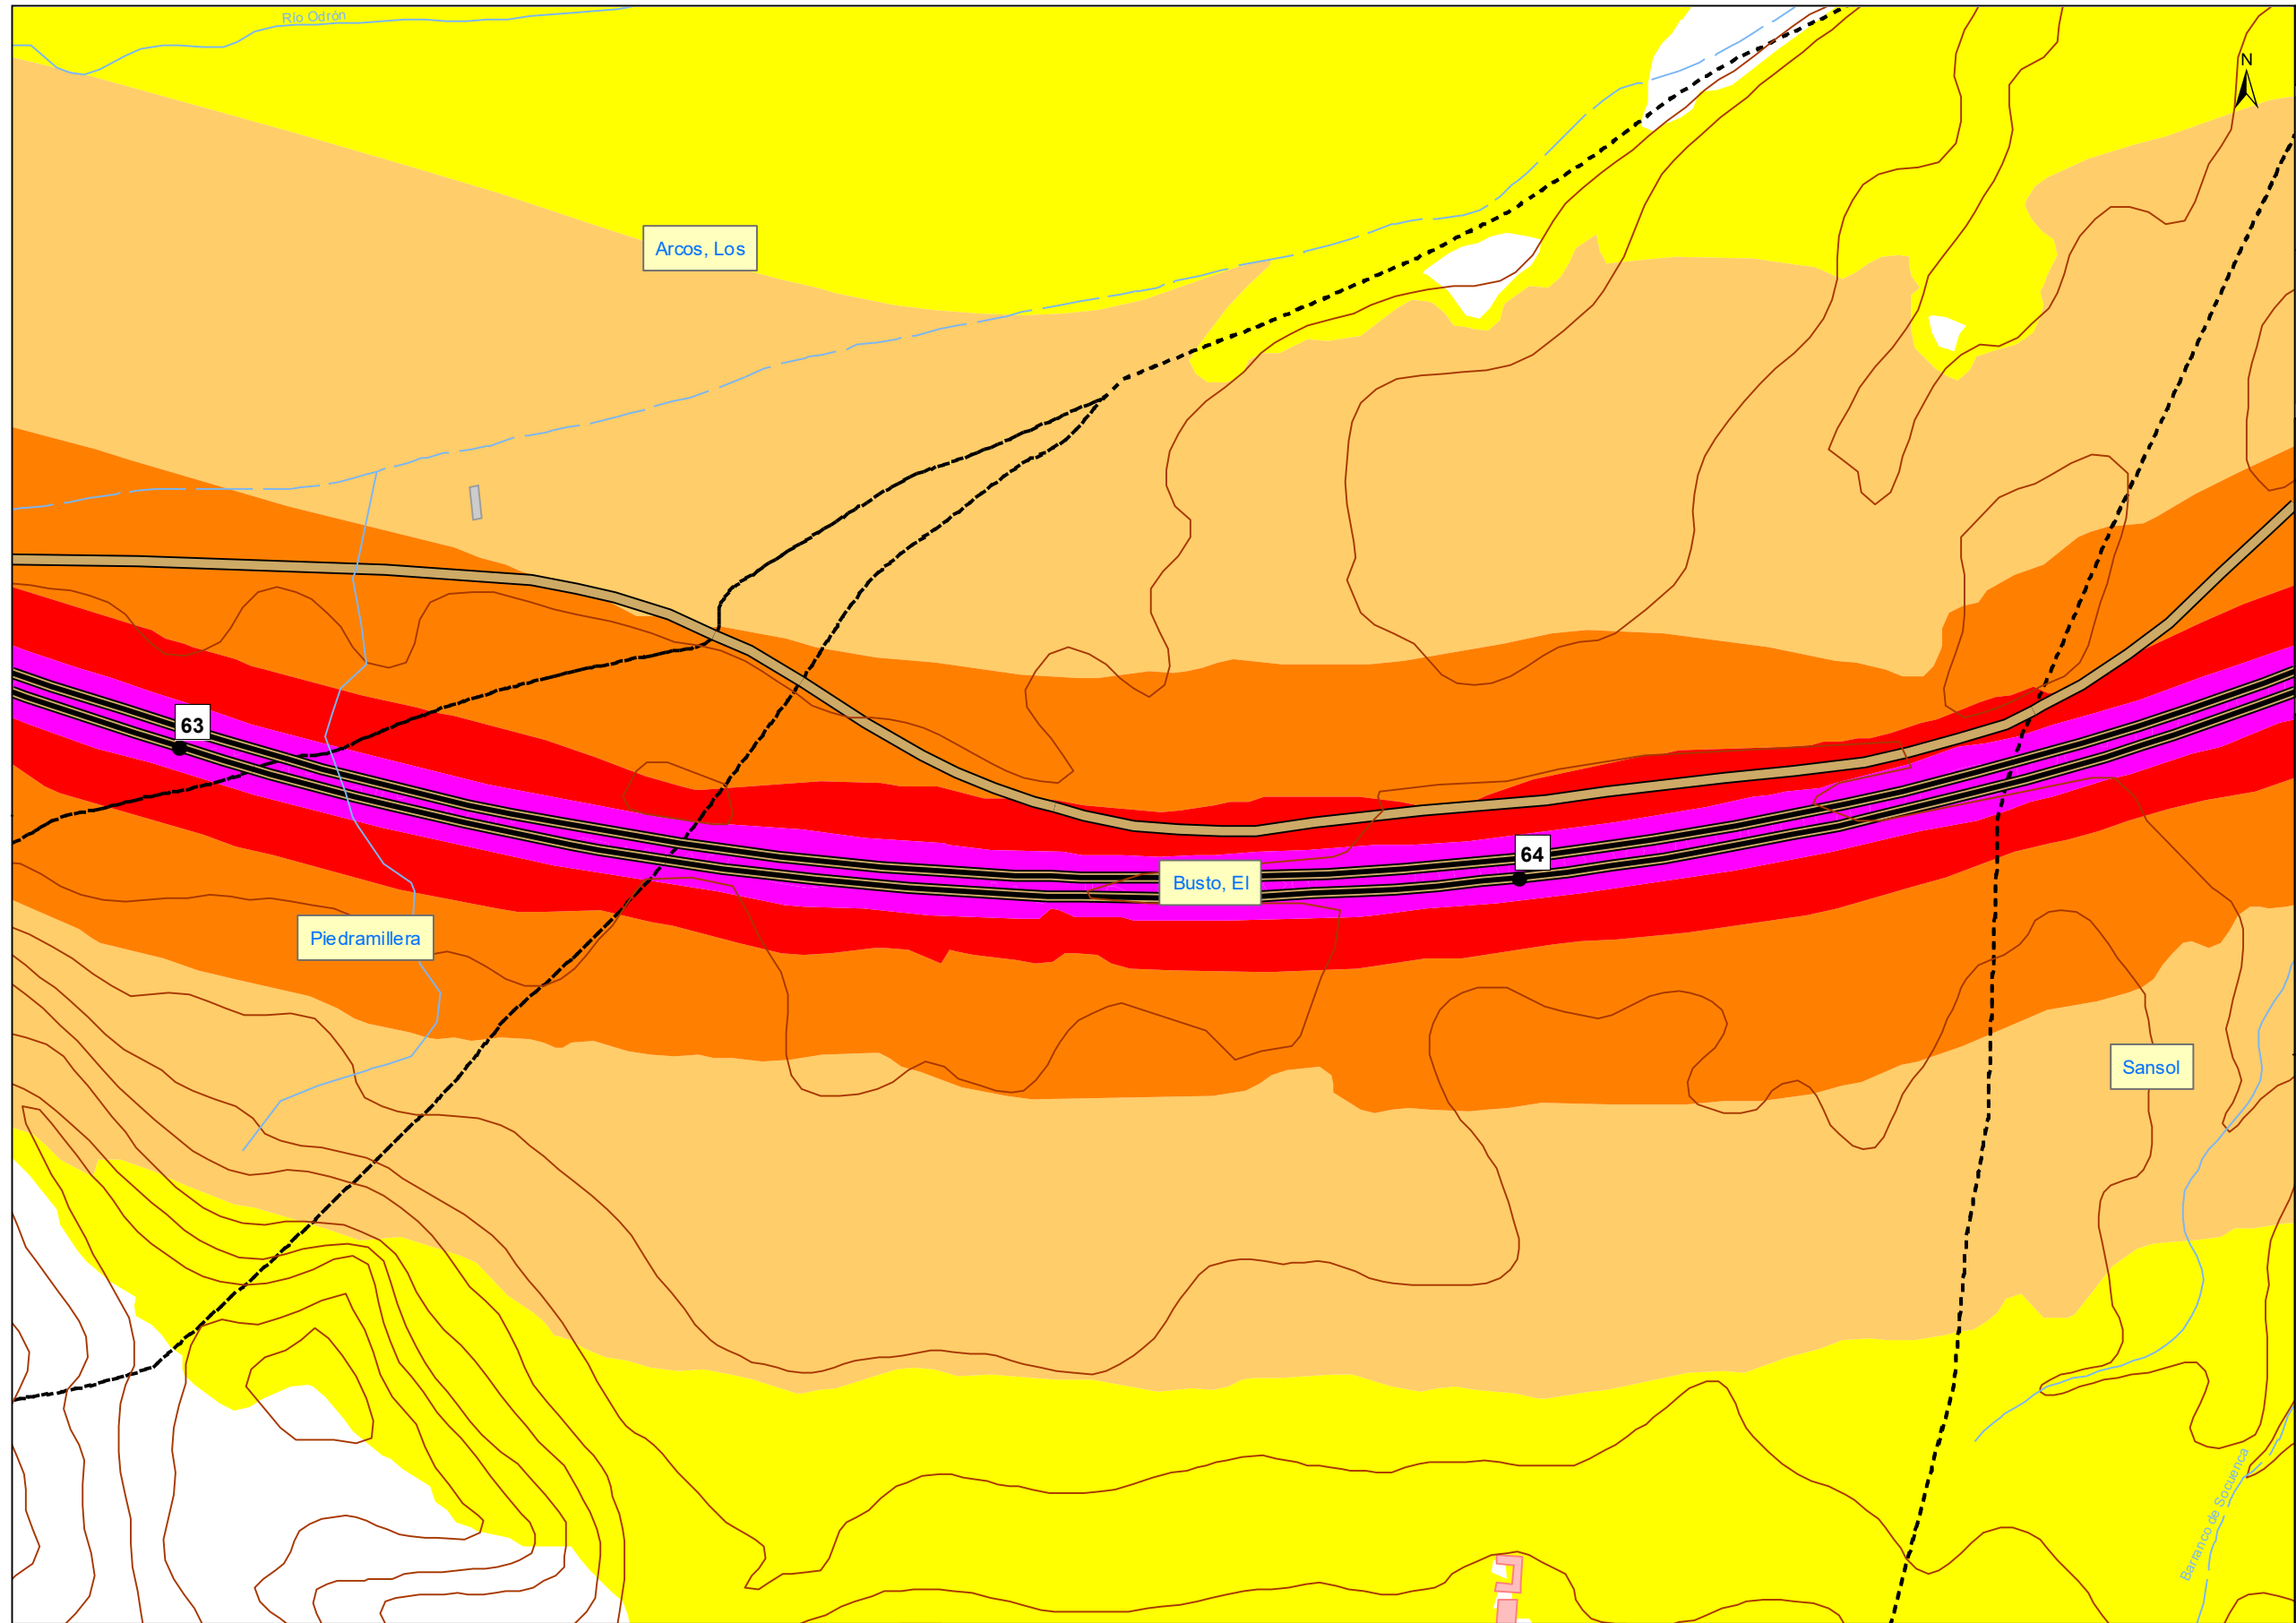 Río Odrón
N
Arcos, Los
63
64
Busto, El
Piedramillera
Sansol
Barranco de Socuenca